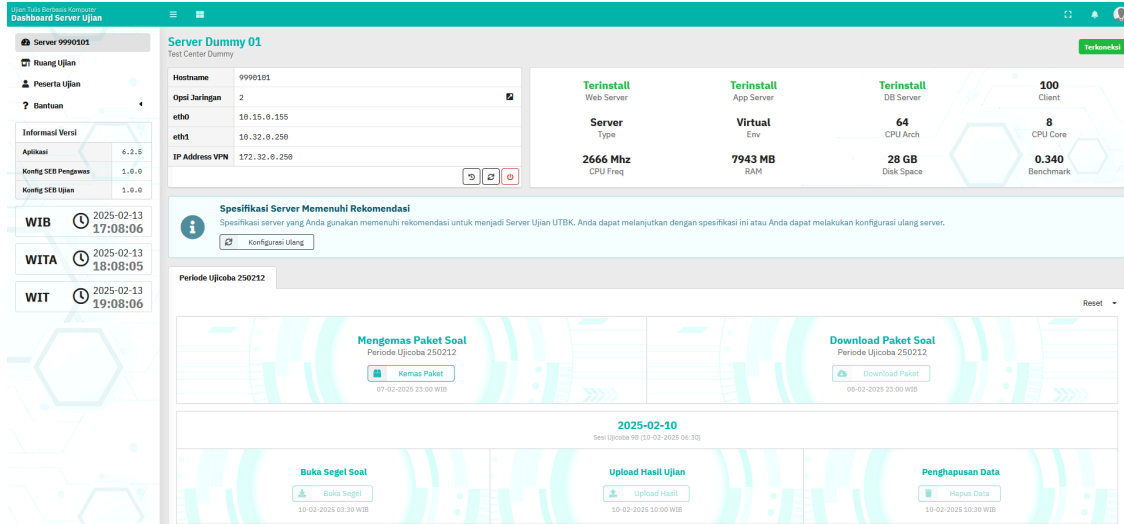 Ujian Tulis Berbasis Komputer
Dashboard Server Ujian
Server 9990101
Ruang Ujian
Peserta Ujian
Bantuan
Informasi Versi
Aplikasi 6.2.5
Konfig SEB Pengawas 1.0.0
Konfig SEB Ujian 1.0.0
WIB 2025-02-13
17:08:06
WITA 2025-02-13
18:08:05
WIT 2025-02-13
19:08:06
Server Dummy 01
Test Center Dummy
Terkoneksi
Hostname 9990101
Opsi Jaringan 2
eth0 10.15.0.155
eth1 10.32.0.250
IP Address VPN 172.32.0.250
Terinstall Terinstall Terinstall 100
Web Server App Server DB Server Client
Server Virtual 64 8
Type Env CPU Arch CPU Core
2666 Mhz 7943 MB 28 GB 0.340
CPU Freq RAM Disk Space Benchmark
Spesifikasi Server Memenuhi Rekomendasi
Spesifikasi server yang Anda gunakan memenuhi rekomendasi untuk menjadi Server Ujian UTBK. Anda dapat melanjutkan dengan spesifikasi ini atau Anda dapat melakukan konfigurasi ulang server.
Konfigurasi Ulang
Periode Ujicoba 250212
Reset
Mengemas Paket Soal
Periode Ujicoba 250212
Kemas Paket
07-02-2025 23:00 WIB
Download Paket Soal
Periode Ujicoba 250212
Download Paket
08-02-2025 23:00 WIB
2025-02-10
Sesi Ujicoba 98 (10-02-2025 06:30)
Buka Segel Soal
Buka Segel
10-02-2025 03:30 WIB
Upload Hasil Ujian
Upload Hasil
10-02-2025 10:00 WIB
Penghapusan Data
Hapus Data
10-02-2025 10:30 WIB